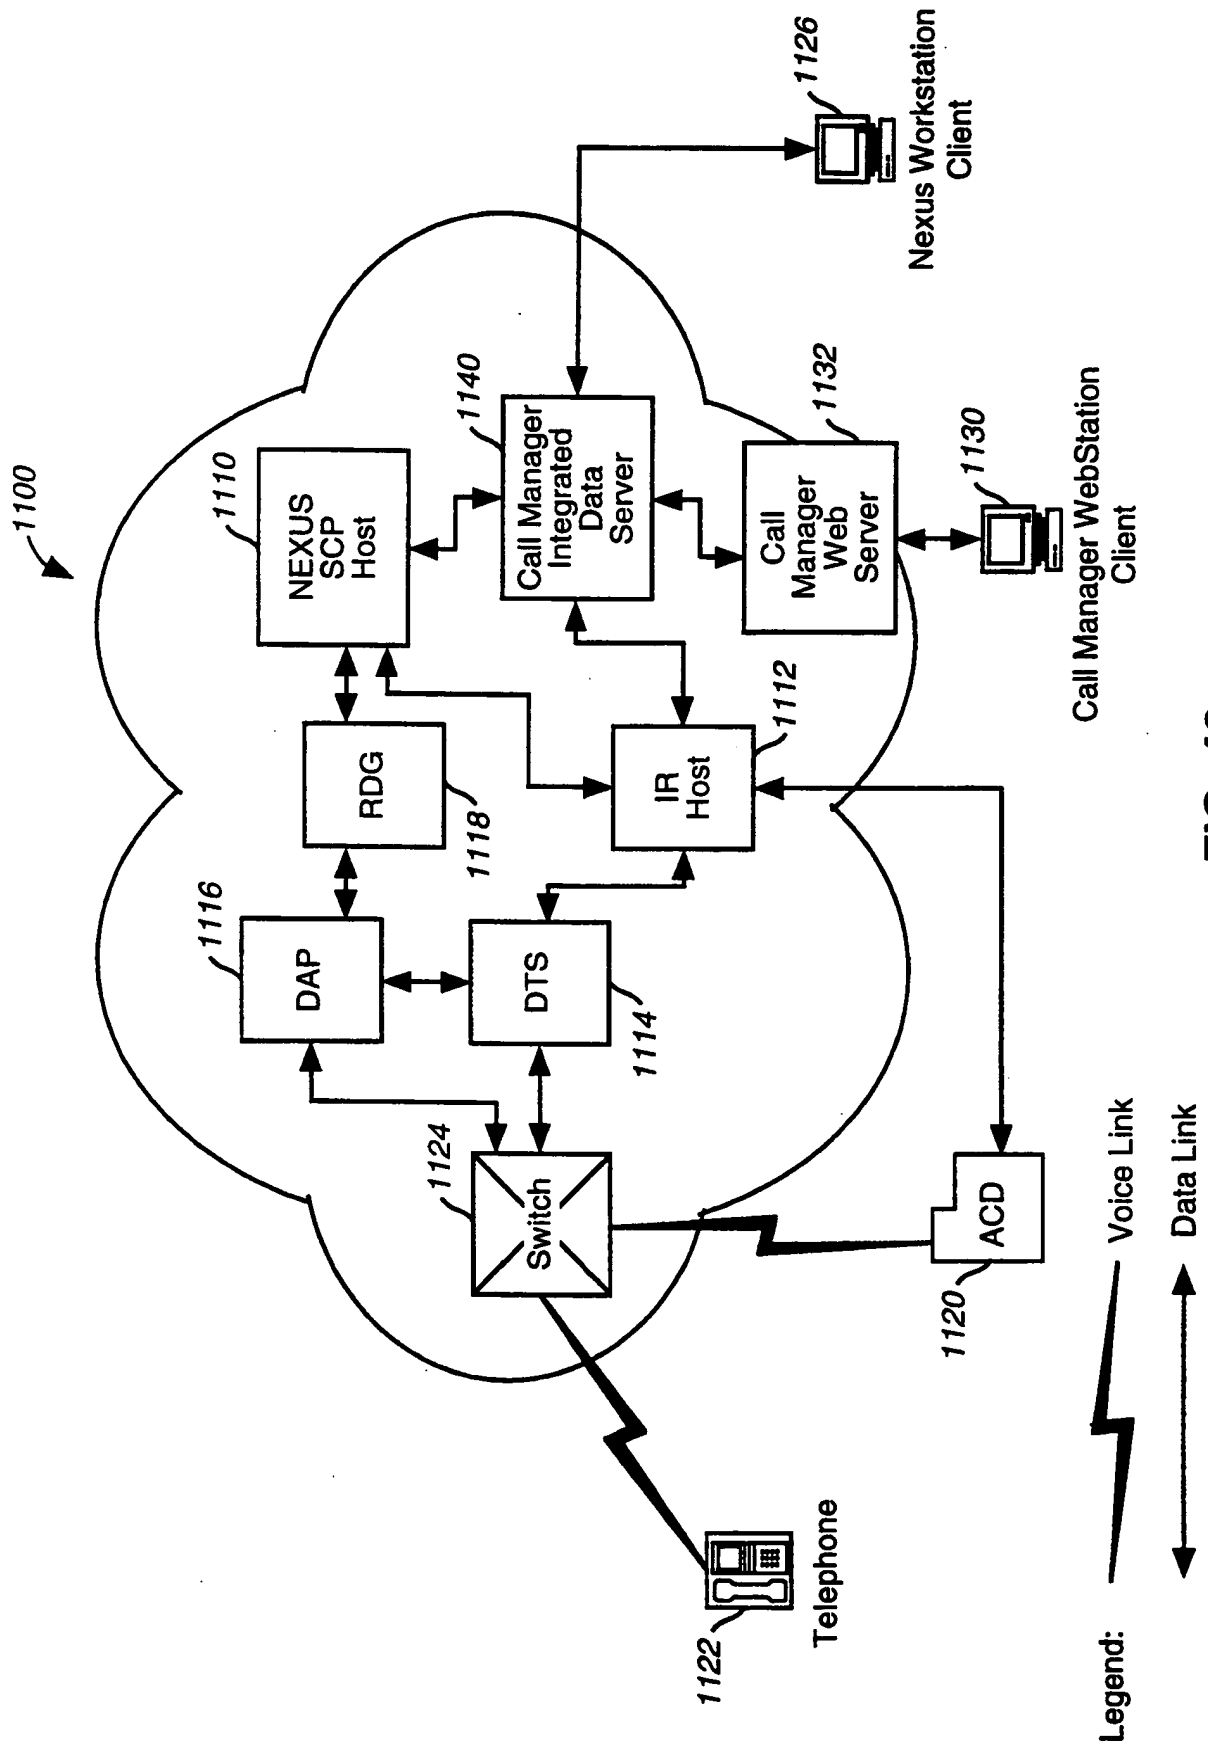 1100
1110
NEXUS
SCP
Host
1140
Call Manager
Integrated
Data
Server
1126
Nexus Workstation
Client
1116
DAP
RDG
1118
1132
Call
Manager
Web
Server
1130
Call Manager WebStation
Client
1124
Switch
DTS
1114
IR
Host
1112
1122
Telephone
1120
ACD
Legend:
Voice Link
Data Link